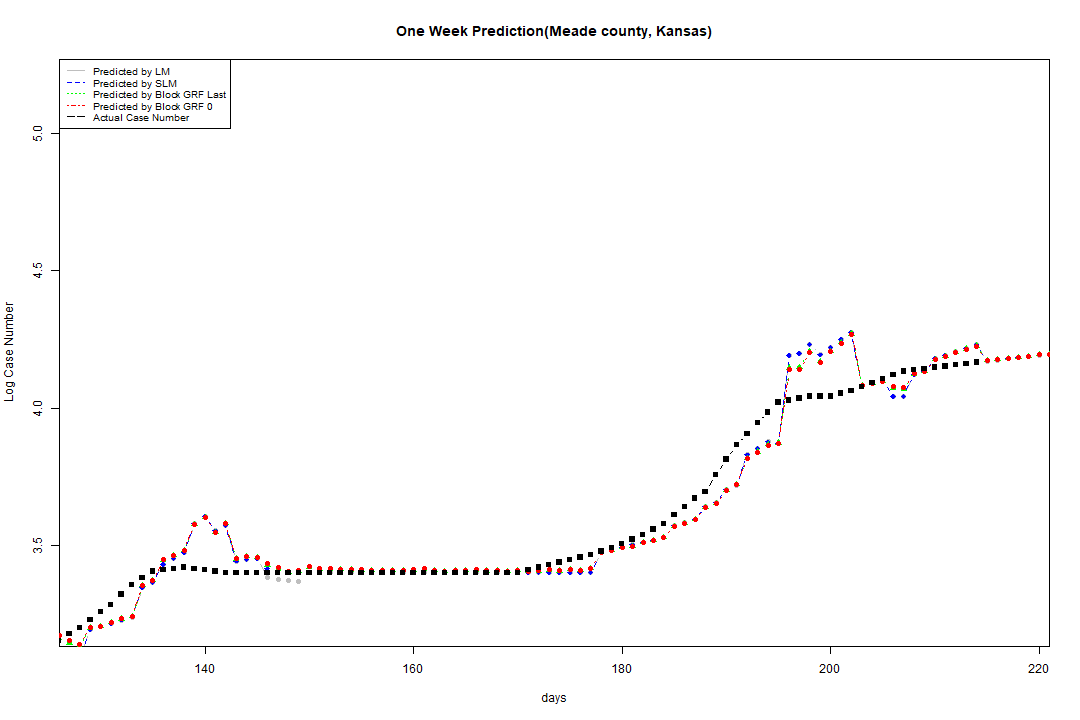 One Week Prediction(Meade county, Kansas)
Predicted by LM
Predicted by SLM
Predicted by Block GRF Last
Predicted by Block GRF 0
Actual Case Number
5.0
4.5
4.0
3.5
Log Case Number
140 160 180 200 220
days